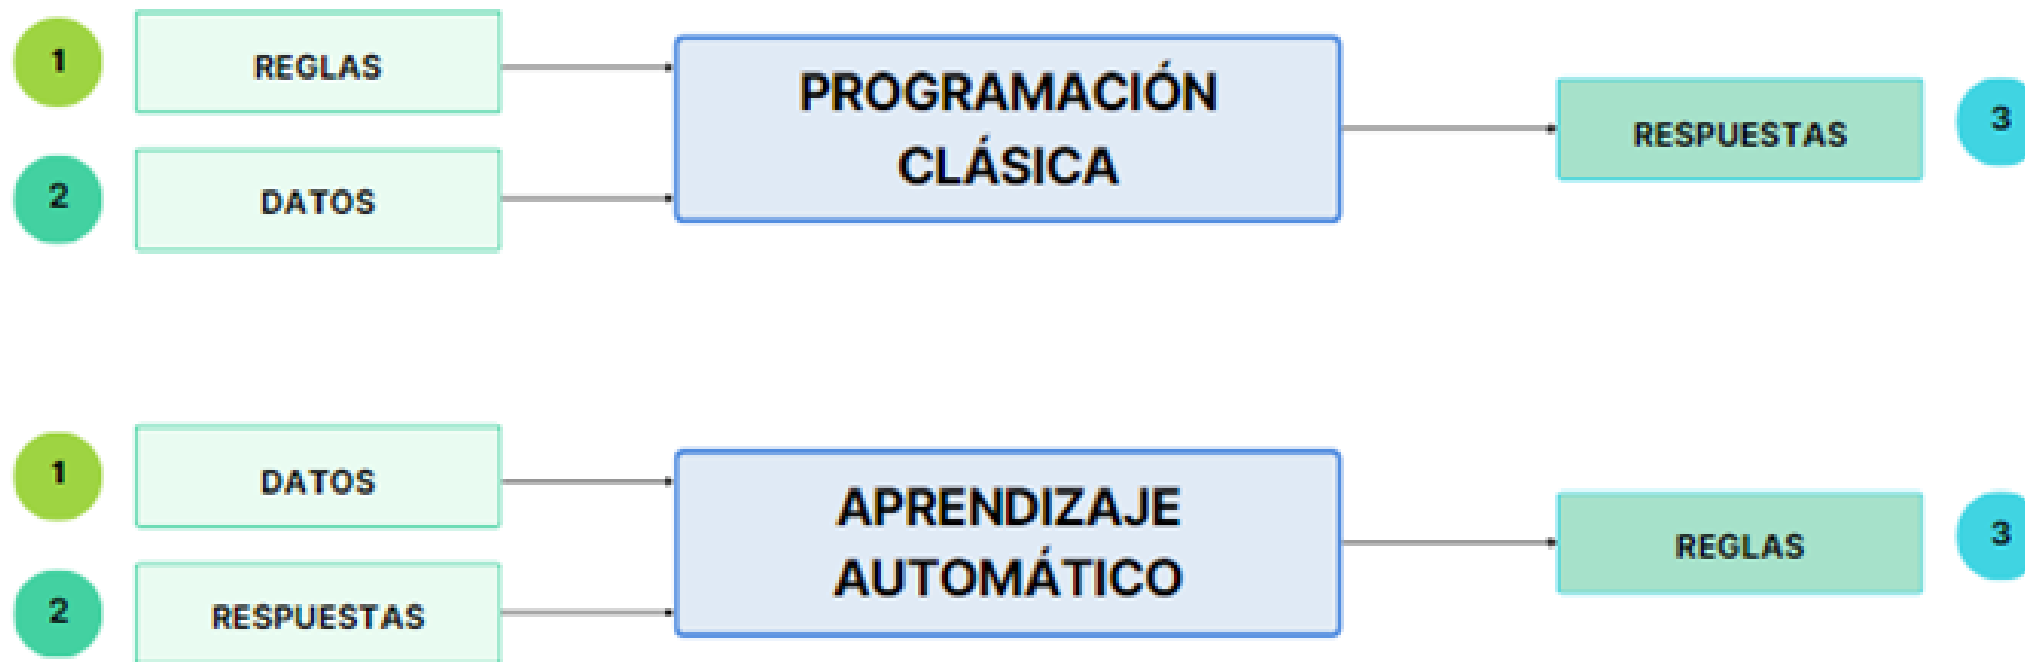 1
REGLAS
2
DATOS
PROGRAMACIÓN
CLÁSICA
RESPUESTAS
3
1
DATOS
2
RESPUESTAS
APRENDIZAJE
AUTOMÁTICO
REGLAS
3